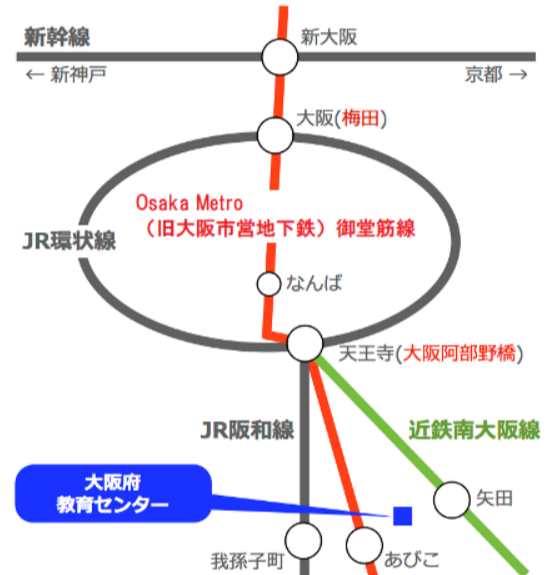 新幹線
新大阪
← 新神戸
京都 →
大阪(梅田)
Osaka Metro
（旧大阪市営地下鉄）御堂筋線
JR環状線
なんば
天王寺(大阪阿部野橋)
JR阪和線
近鉄南大阪線
大阪府
教育センター
矢田
我孫子町
あびこ